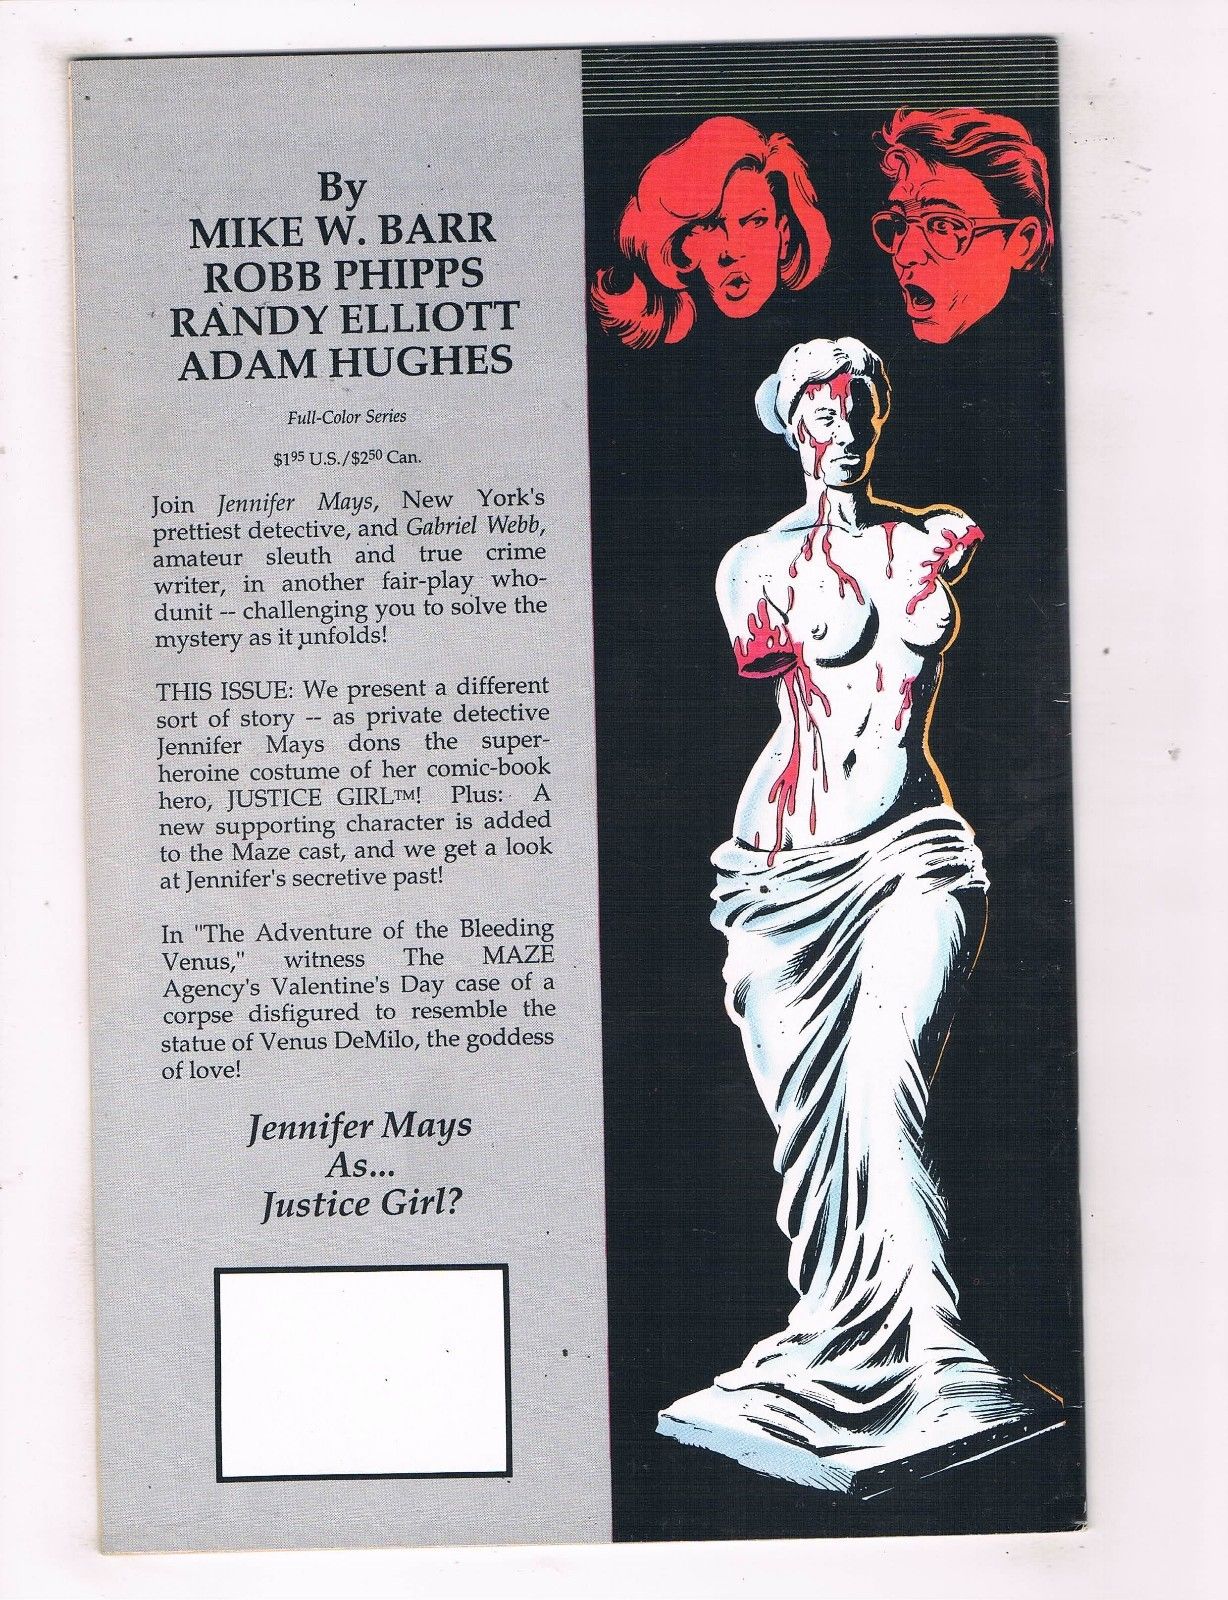 By
MIKE W. BARR
ROBB PHIPPS
RANDY ELLIOTT
ADAM HUGHES
Full-Color Series
$1.95 U.S./$2.50 Can.
Join Jennifer Mays, New York's
prettiest detective, and Gabriel Webb,
amateur sleuth and true crime
writer, in another fair-play who-
dunit -- challenging you to solve the
mystery as it unfolds!
THIS ISSUE: We present a different
sort of story -- as private detective
Jennifer Mays dons the super-
heroine costume of her comic-book
hero, JUSTICE GIRL™! Plus: A
new supporting character is added
to the Maze cast, and we get a look
at Jennifer's secretive past!
In "The Adventure of the Bleeding
Venus," witness The MAZE
Agency's Valentine's Day case of a
corpse disfigured to resemble the
statue of Venus DeMilo, the goddess
of love!
Jennifer Mays
As...
Justice Girl?